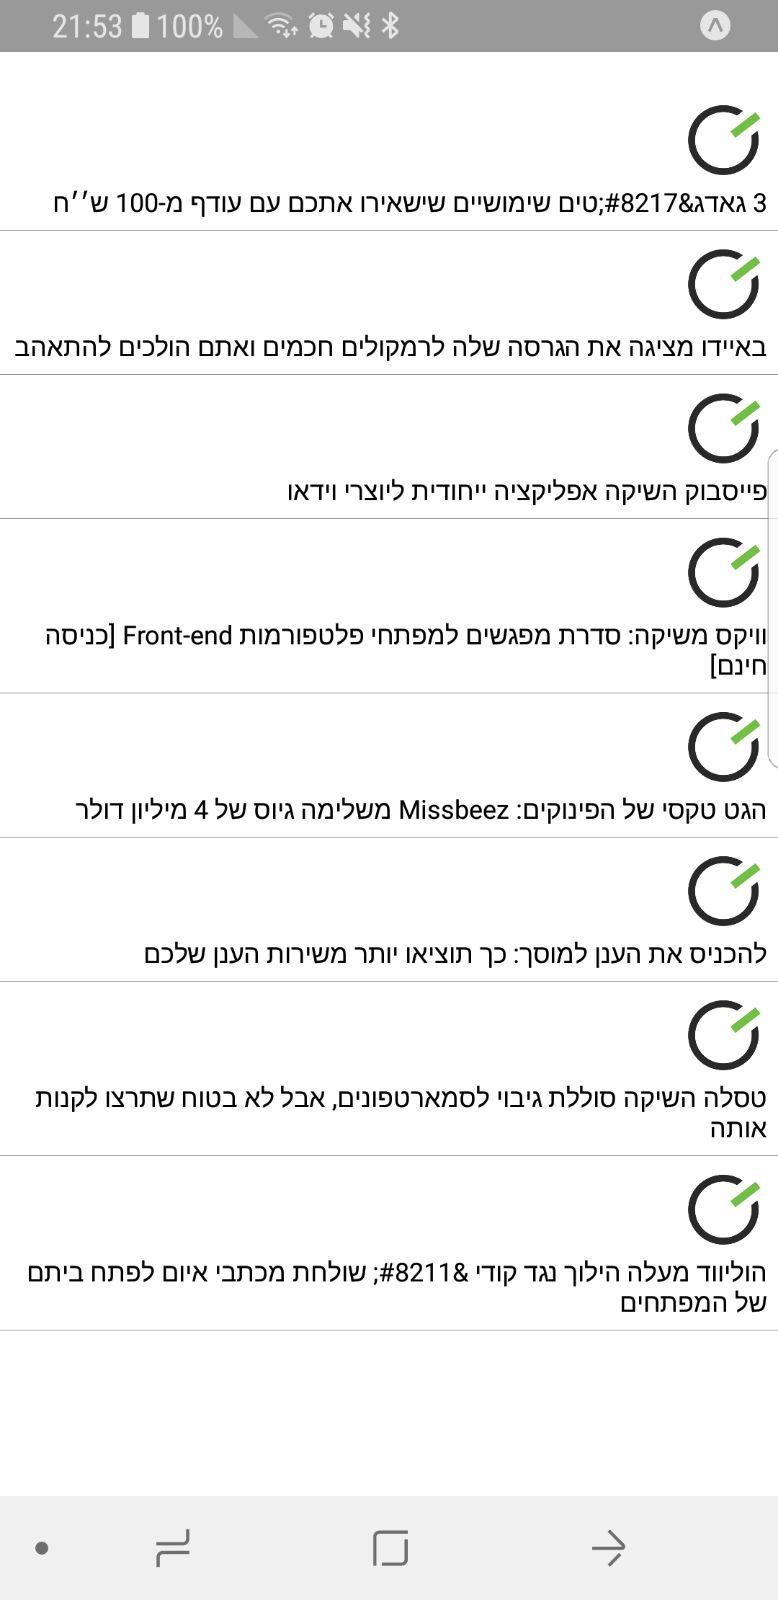 21:53 100%
3 גאדג&#8217;טים שימושיים שישאירו אתכם עם עודף מ-100 ש׳׳ח
באיידו מציגה את הגרסה שלה לרמקולים חכמים ואתם הולכים להתאהב
פייסבוק השיקה אפליקציה ייחודית ליוצרי וידאו
וויקס משיקה: סדרת מפגשים למפתחי פלטפורמות Front-end [כניסה
חינם]
הגט טקסי של הפינוקים: Missbeez משלימה גיוס של 4 מיליון דולר
להכניס את הענן למוסך: כך תוציאו יותר משירות הענן שלכם
טסלה השיקה סוללת גיבוי לסמארטפונים, אבל לא בטוח שתרצו לקנות
אותה
הוליווד מעלה הילוך נגד קודי &#8211; שולחת מכתבי איום לפתח ביתם
של המפתחים